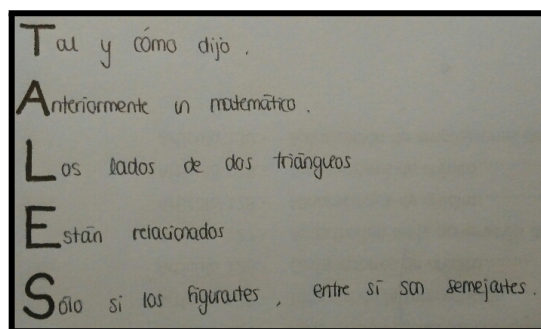 Tal y cómo dijo.
Anteriormente un matemático.
Los lados de dos triángulos
Están relacionados
Sólo si los figurantes, entre sí son semejantes.